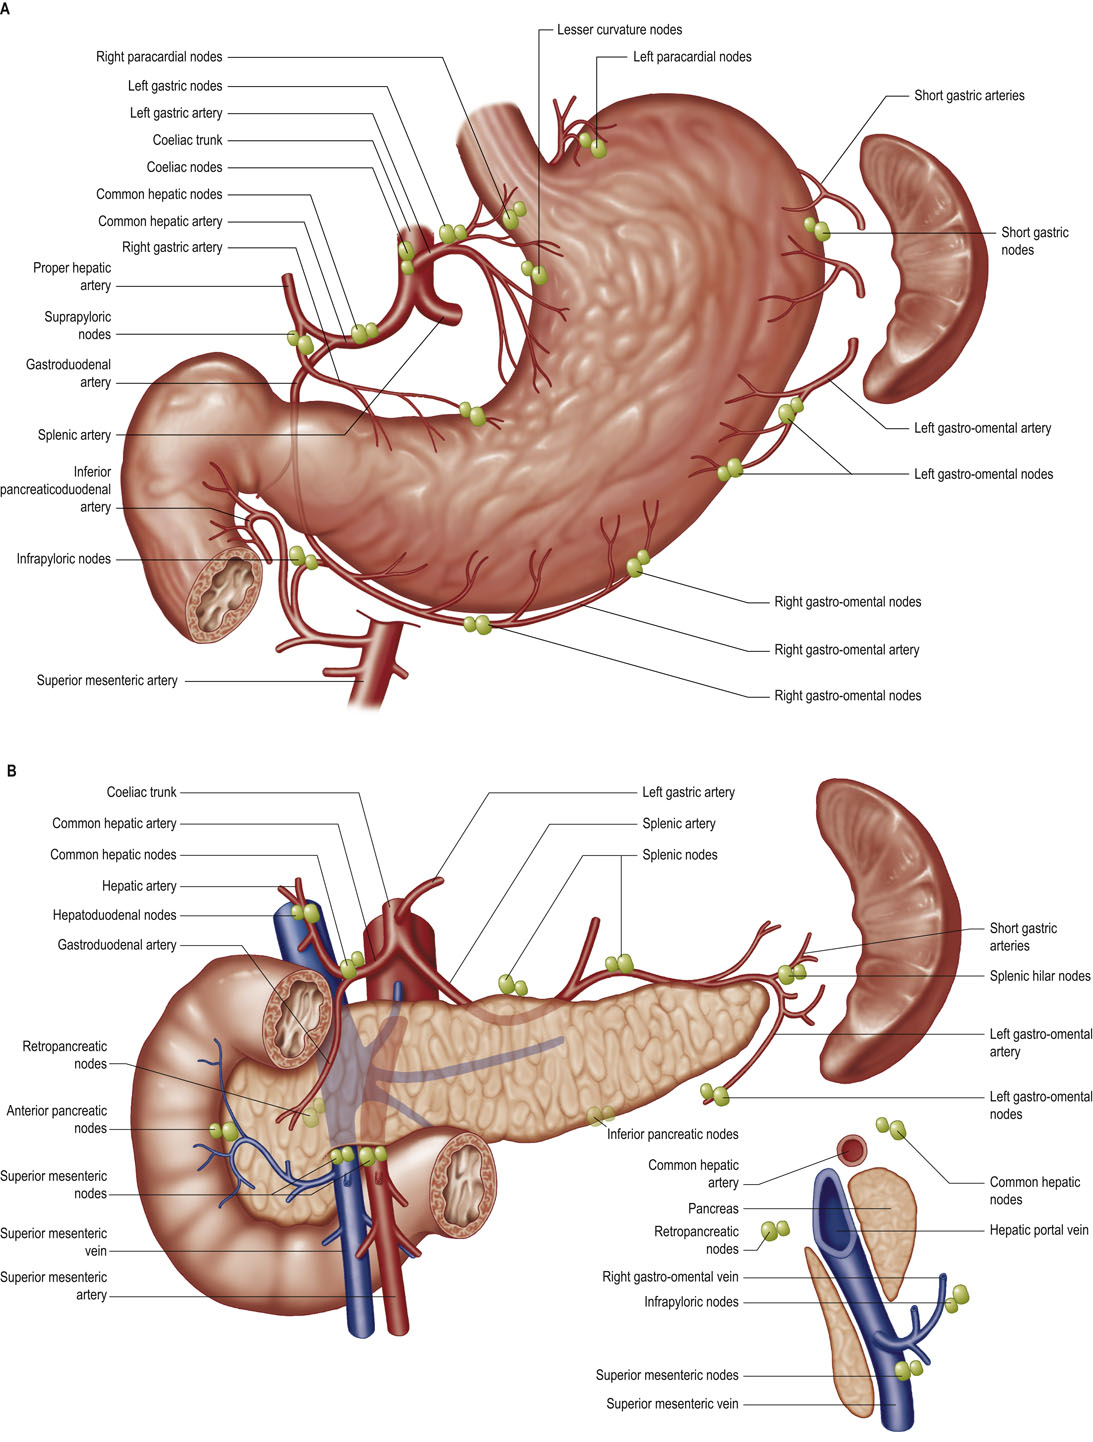 A
Lesser curvature nodes
Right paracardial nodes
Left paracardial nodes
Left gastric nodes
Short gastric arteries
Left gastric artery
Coeliac trunk
Coeliac nodes
Common hepatic nodes
Common hepatic artery
Short gastric
nodes
Right gastric artery
Proper hepatic
artery
Suprapyloric
nodes
Gastroduodenal
artery
Left gastro-omental artery
Splenic artery
Left gastro-omental nodes
Inferior
pancreaticoduodenal
artery
Infrapyloric nodes
Right gastro-omental nodes
Right gastro-omental artery
Superior mesenteric artery
Right gastro-omental nodes
B
Coeliac trunk
Left gastric artery
Common hepatic artery
Splenic artery
Common hepatic nodes
Splenic nodes
Hepatic artery
Hepatoduodenal nodes
Short gastric
arteries
Gastroduodenal artery
Splenic hilar nodes
Left gastro-omental
artery
Retropancreatic
nodes
Left gastro-omental
nodes
Anterior pancreatic
nodes
Inferior pancreatic nodes
Superior mesenteric
nodes
Common hepatic
artery
Common hepatic
nodes
Pancreas
Superior mesenteric
vein
Retropancreatic
nodes
Hepatic portal vein
Superior mesenteric
artery
Right gastro-omental vein
Infrapyloric nodes
Superior mesenteric nodes
Superior mesenteric vein